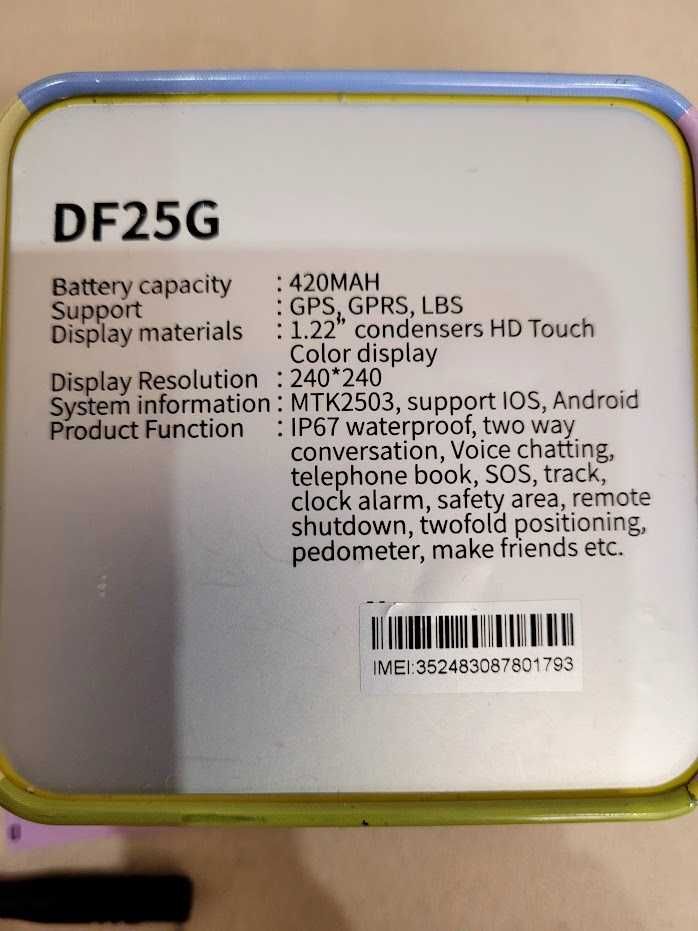 DF25G
Battery capacity : 420MAH
Support : GPS, GPRS, LBS
Display materials : 1.22” condensers HD Touch
Color display
Display Resolution : 240*240
System information : MTK2503, support IOS, Android
Product Function : IP67 waterproof, two way
conversation, Voice chatting,
telephone book, SOS, track,
clock alarm, safety area, remote
shutdown, twofold positioning,
pedometer, make friends etc.
IMEI:352483087801793